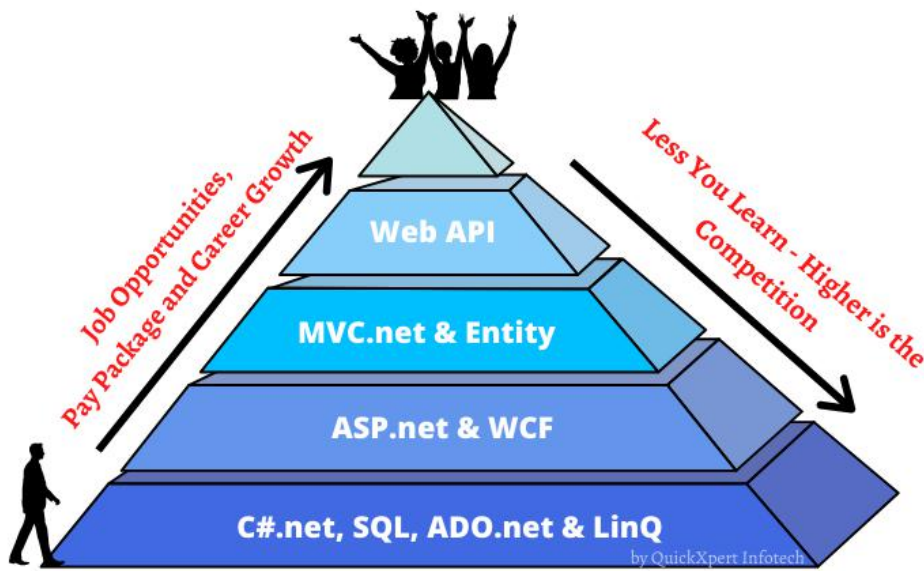 Job Opportunities,
Pay Package and Career Growth
Less You Learn - Higher is the
Competition
Web API
MVC.net & Entity
ASP.net & WCF
C#.net, SQL, ADO.net & LinQ
by QuickXpert Infotech